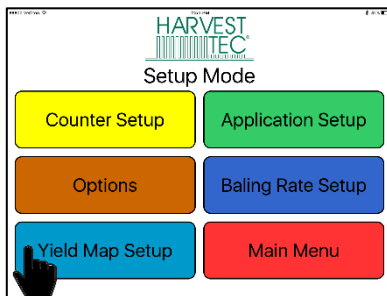 HARVEST
TEC
Setup Mode
Counter Setup
Application Setup
Options
Baling Rate Setup
Yield Map Setup
Main Menu